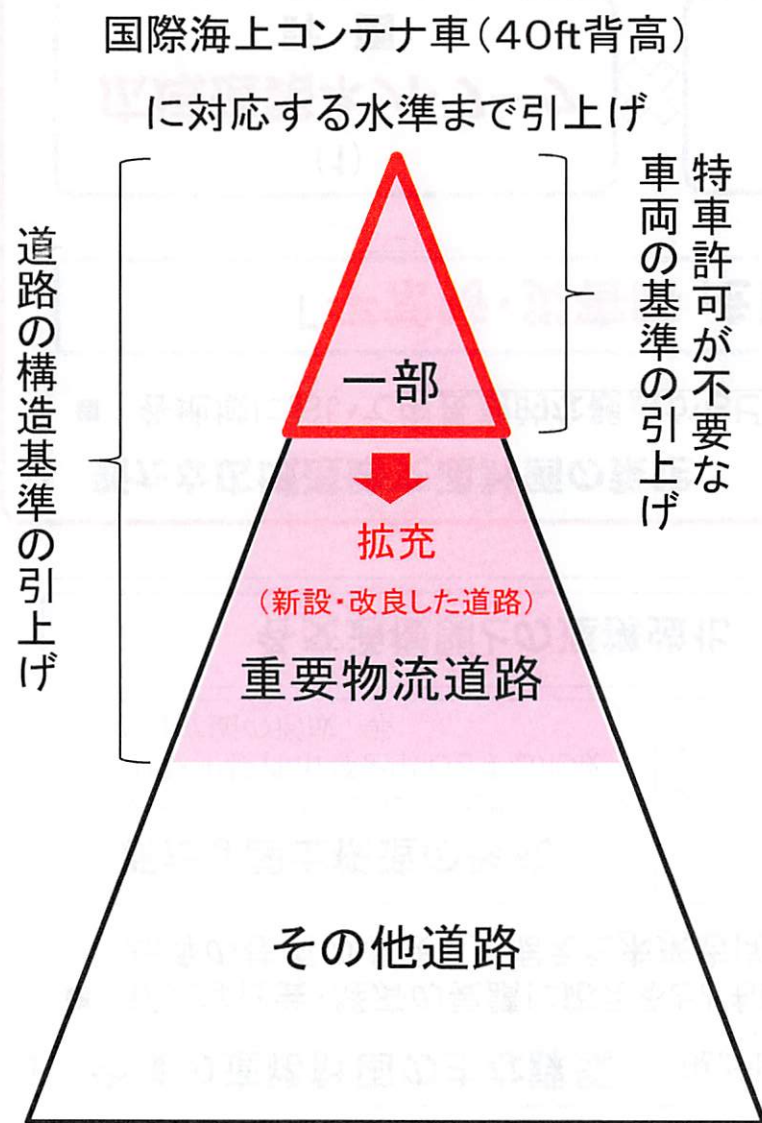 国際海上コンテナ車(40ft背高)
に対応する水準まで引上げ
道路の構造基準の引上げ
特車許可が不要な
車両の基準の引上げ
一部
拡充
(新設・改良した道路)
重要物流道路
その他道路